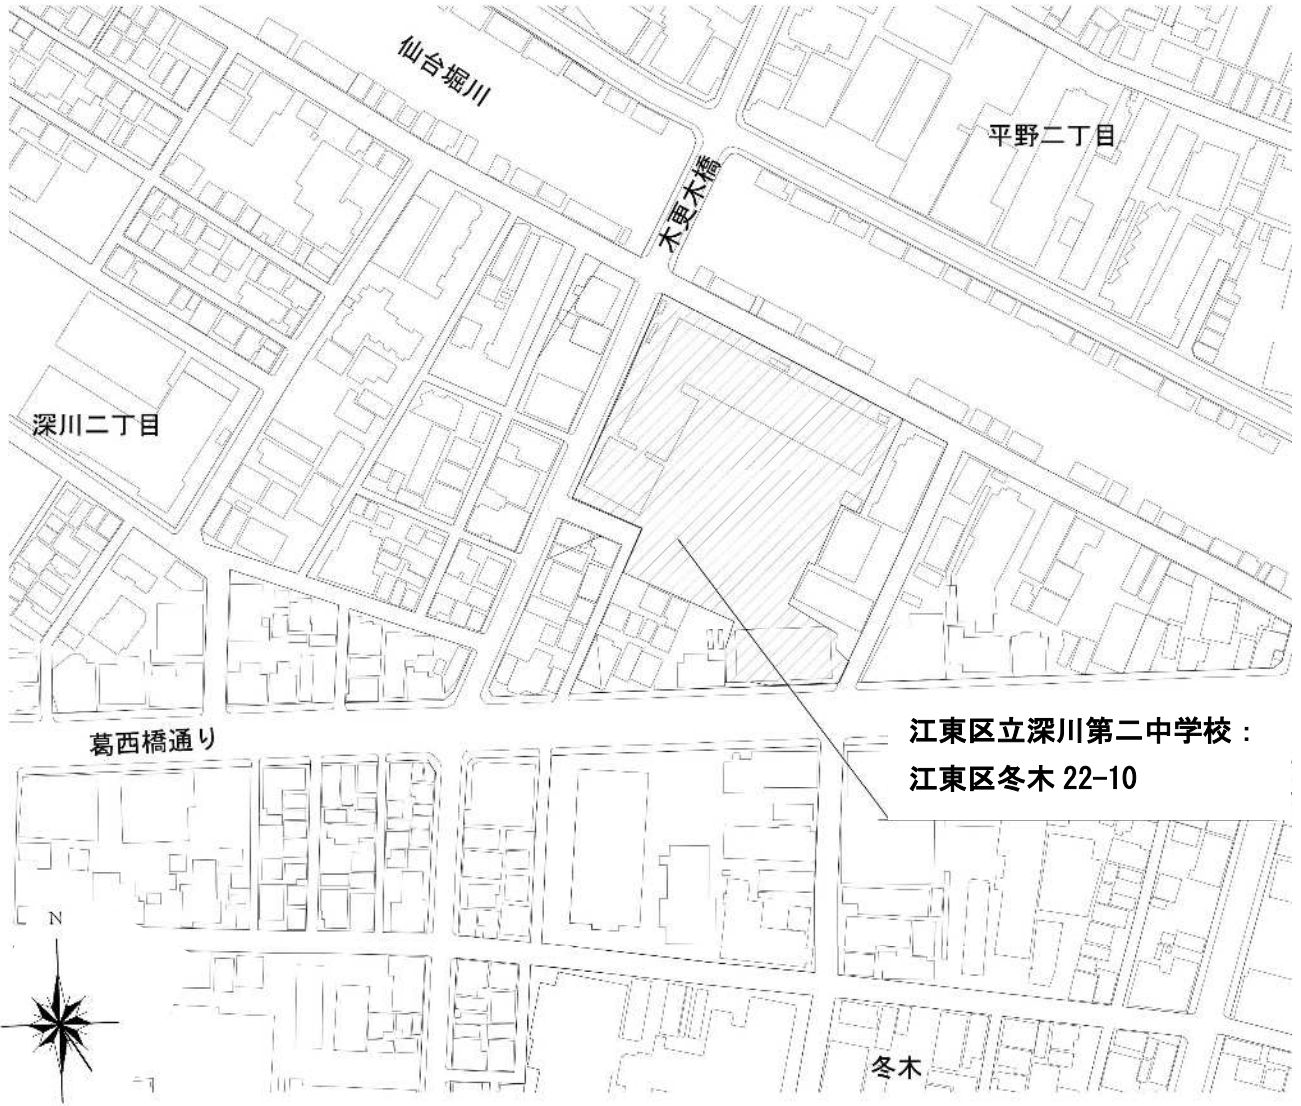 仙台堀川
平野二丁目
木更木橋
深川二丁目
葛西橋通り
江東区立深川第二中学校：
江東区冬木 22-10
N
冬木